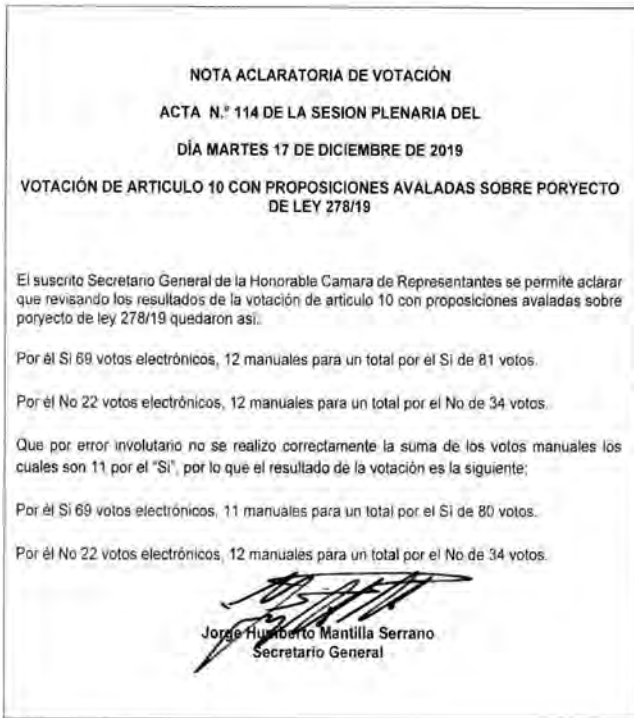 NOTA ACLARATORIA DE VOTACIÓN
ACTA N.° 114 DE LA SESION PLENARIA DEL
DÍA MARTES 17 DE DICIEMBRE DE 2019
VOTACIÓN DE ARTICULO 10 CON PROPOSICIONES AVALADAS SOBRE PORYECTO
DE LEY 278/19
El suscrito Secretario General de la Honorable Camara de Representantes se permite aclarar
que revisando los resultados de la votación de articulo 10 con proposiciones avaladas sobre
poryecto de ley 278/19 quedaron asi:
Por él Si 69 votos electrónicos, 12 manuales para un total por el Si de 81 votos.
Por él No 22 votos electrónicos, 12 manuales para un total por el No de 34 votos.
Que por error involutario no se realizo correctamente la suma de los votos manuales los
cuales son 11 por el "Si", por lo que el resultado de la votación es la siguiente:
Por él Si 69 votos electrónicos, 11 manuales para un total por el Si de 80 votos.
Por él No 22 votos electrónicos, 12 manuales para un total por el No de 34 votos.
Jorge Humberto Mantilla Serrano
Secretario General